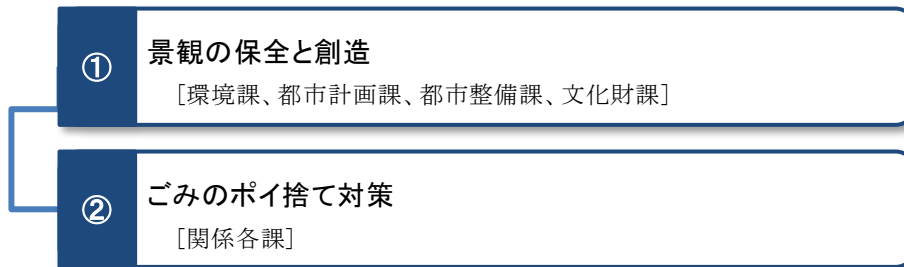 ①
景観の保全と創造
[環境課、都市計画課、都市整備課、文化財課]
②
ごみのポイ捨て対策
[関係各課]